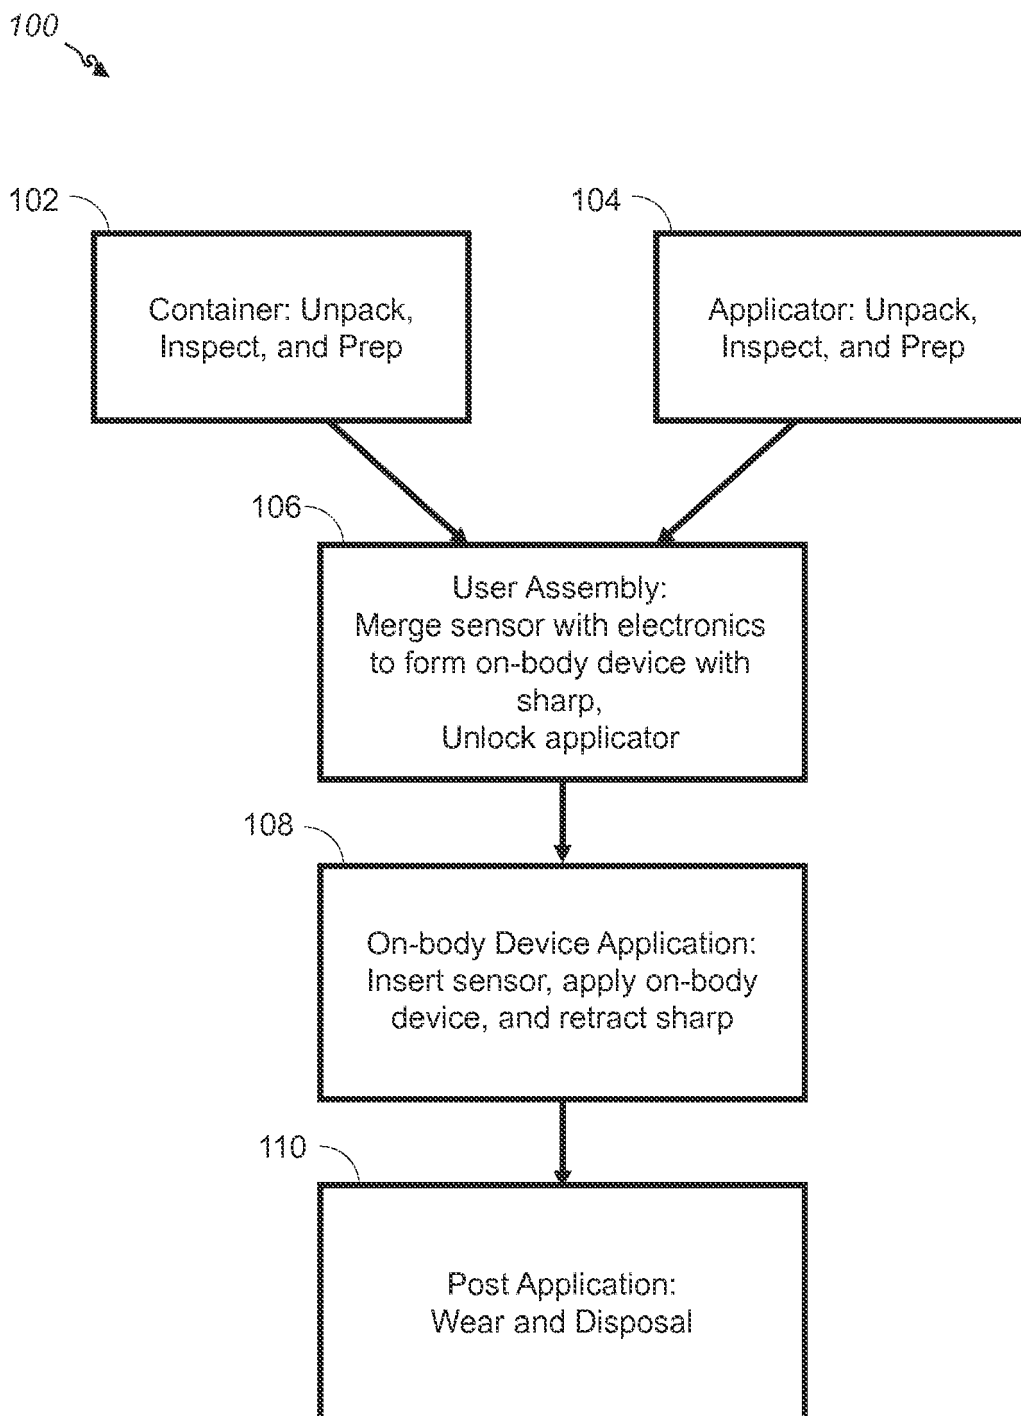 100
102
104
Container: Unpack,
Inspect, and Prep
Applicator: Unpack,
Inspect, and Prep
106
User Assembly:
Merge sensor with electronics
to form on-body device with
sharp,
Unlock applicator
108
On-body Device Application:
Insert sensor, apply on-body
device, and retract sharp
110
Post Application:
Wear and Disposal